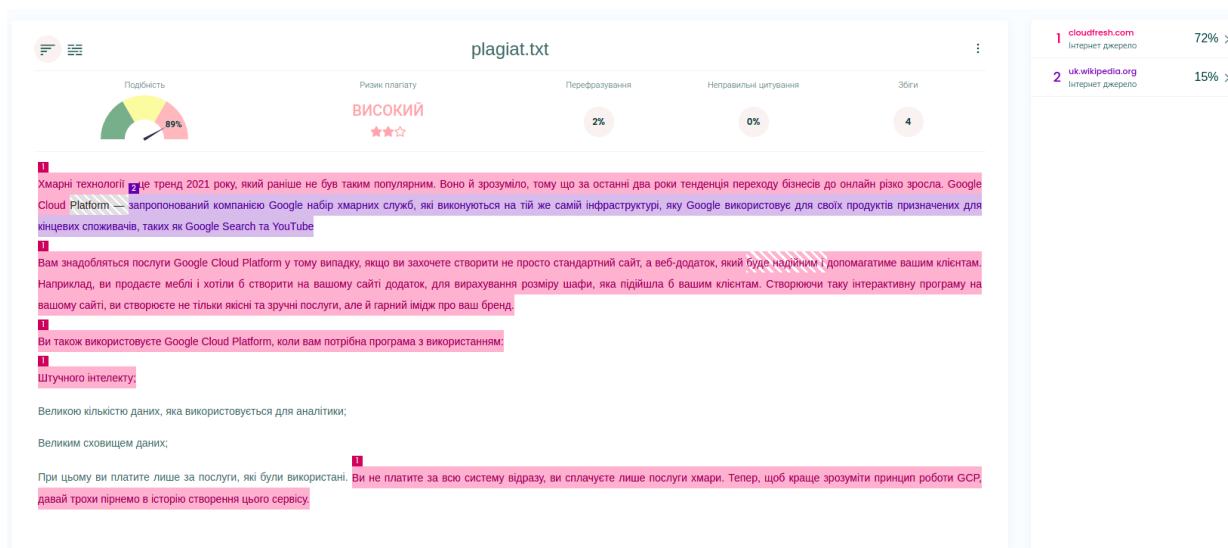 plagiat.txt
Подібність
89%
Ризик плагіату
ВИСОКИЙ
Перефразування
2%
Неправильні цитування
0%
Збіги
4
1
Хмарні технології це тренд 2021 року, який раніше не був таким популярним. Воно й зрозуміло, тому що за останні два роки тенденція переходу бізнесів до онлайн різко зросла. Google
2
Cloud Platform — запропонований компанією Google набір хмарних служб, які виконуються на тій же самій інфраструктурі, яку Google використовує для своїх продуктів призначених для
кінцевих споживачів, таких як Google Search та YouTube
1
Вам знадобляться послуги Google Cloud Platform у тому випадку, якщо ви захочете створити не просто стандартний сайт, а веб-додаток, який буде надійним і допомагатиме вашим клієнтам.
Наприклад, ви продаєте меблі і хотіли б створити на вашому сайті додаток, для вирахування розміру шафи, яка підійшла б вашим клієнтам. Створюючи таку інтерактивну програму на
вашому сайті, ви створюєте не тільки якісні та зручні послуги, але й гарний імідж про ваш бренд.
1
Ви також використовуєте Google Cloud Platform, коли вам потрібна програма з використанням:
1
Штучного інтелекту;
Великою кількістю даних, яка використовується для аналітики;
Великим сховищем даних;
1
При цьому ви платите лише за послуги, які були використані. Ви не платите за всю систему відразу, ви сплачуєте лише послуги хмари. Тепер, щоб краще зрозуміти принцип роботи GCP,
давай трохи пірнемо в історію створення цього сервісу.
1 cloudfresh.com 72%
Інтернет джерело
2 uk.wikipedia.org 15%
Інтернет джерело